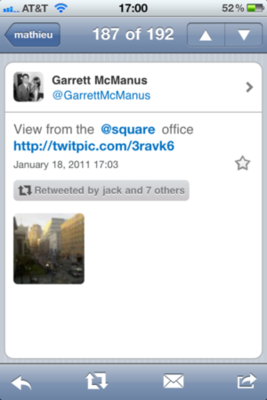 AT&T 17:00 52%
mathieu 187 of 192
Garrett McManus
@GarrettMcManus
View from the @square office
http://twitpic.com/3ravk6
January 18, 2011 17:03
Retweeted by jack and 7 others